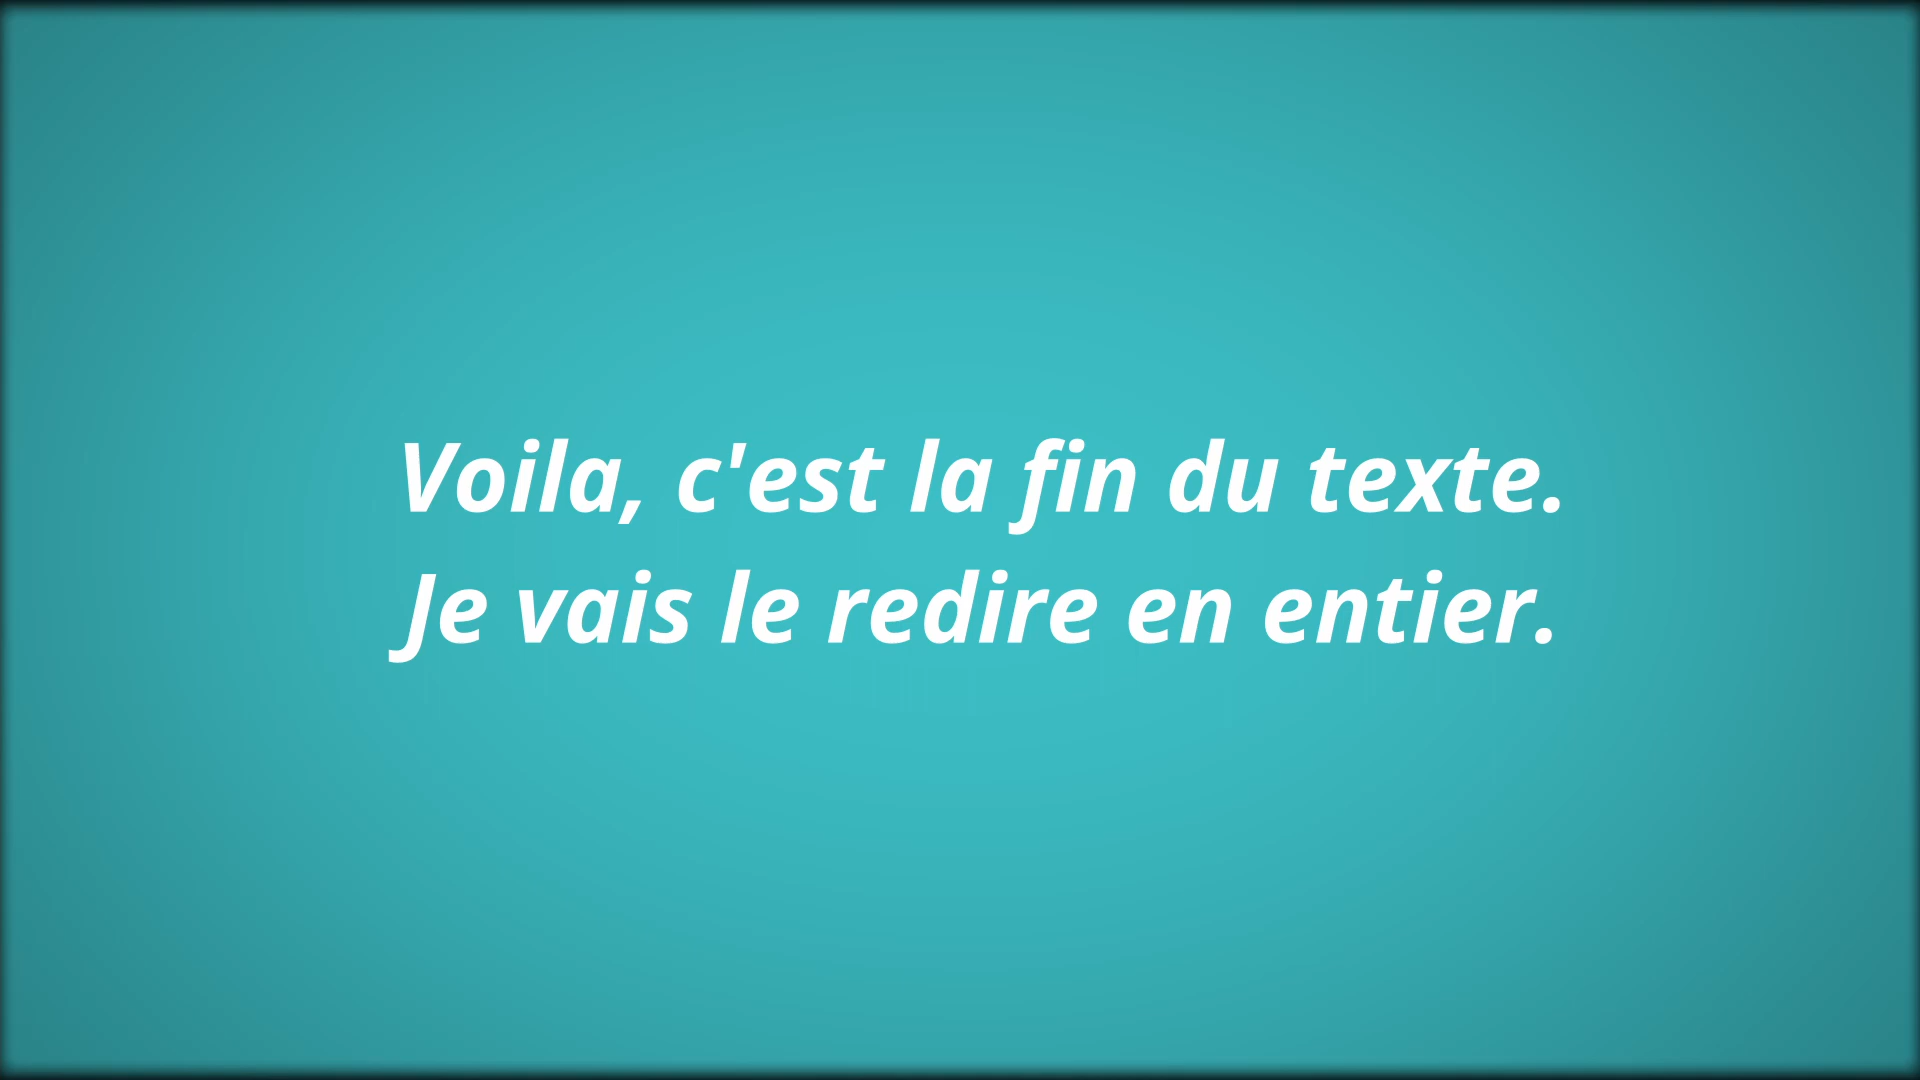 Voila, c'est la fin du texte.
Je vais le redire en entier.